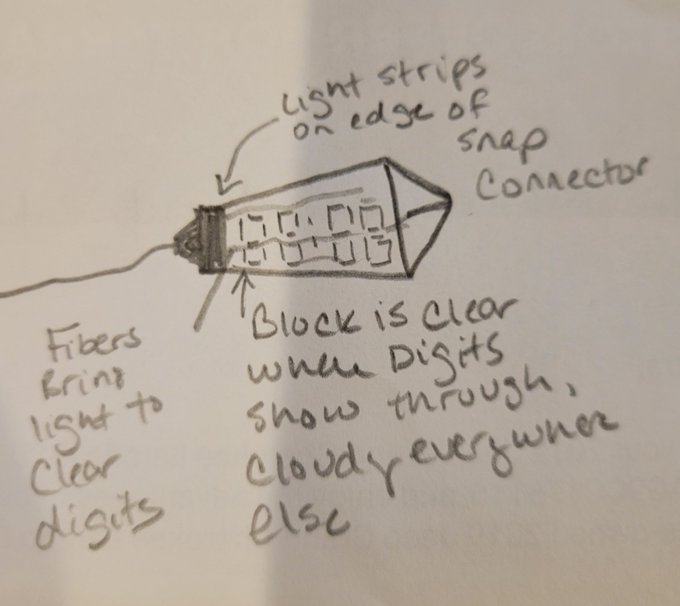 Light strips
on edge of
snap
connector
Fibers
Bring
light to
Clear
digits
Block is clear
when Digits
show through,
cloudy everywhere
else